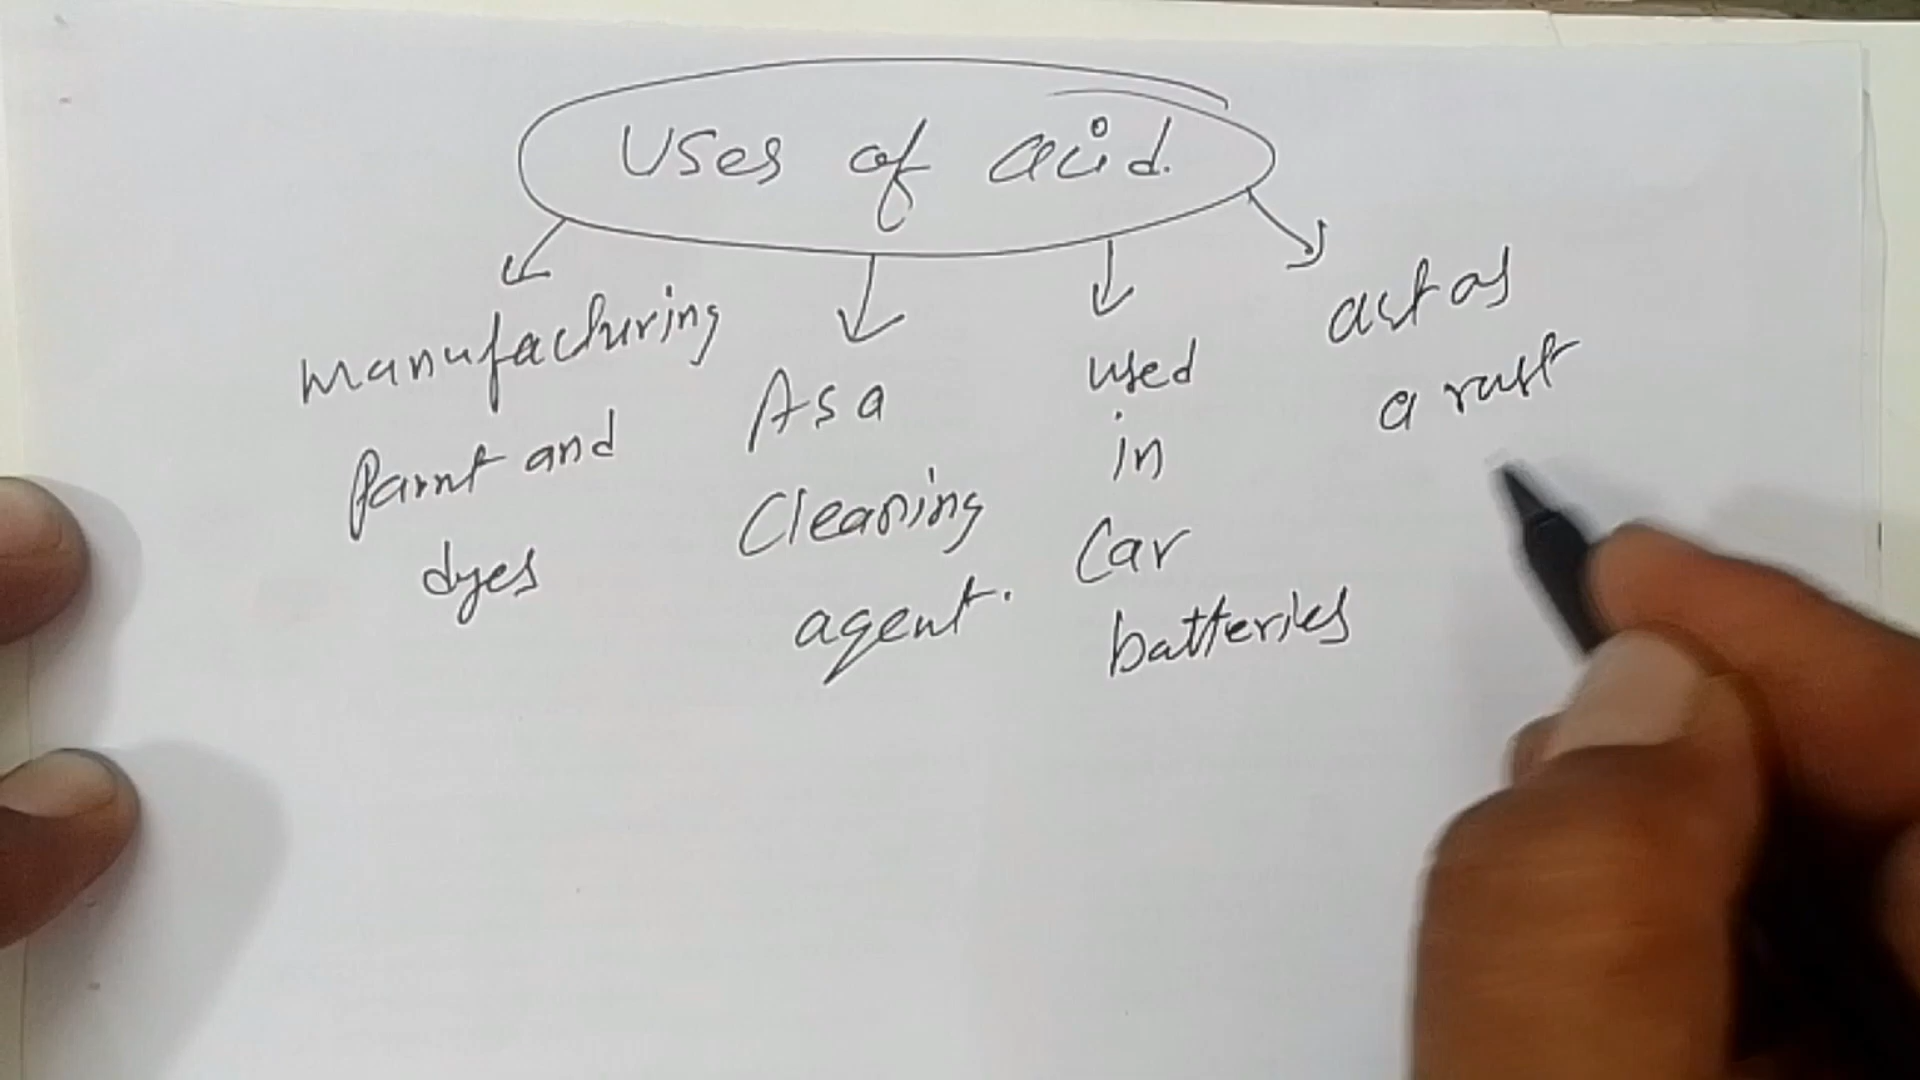 Uses of acid.
manufacturing
Paint and
dyes
As a
Cleaning
agent.
used
in
Car
batteries
act as
a rust